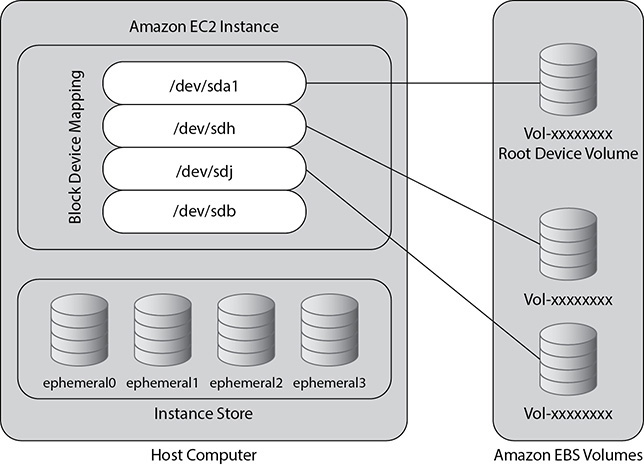 Amazon EC2 Instance
Block Device Mapping
/dev/sda1
/dev/sdh
/dev/sdj
/dev/sdb
ephemeral0 ephemeral1 ephemeral2 ephemeral3
Instance Store
Host Computer
Vol-xxxxxxxx
Root Device Volume
Vol-xxxxxxxx
Vol-xxxxxxxx
Amazon EBS Volumes